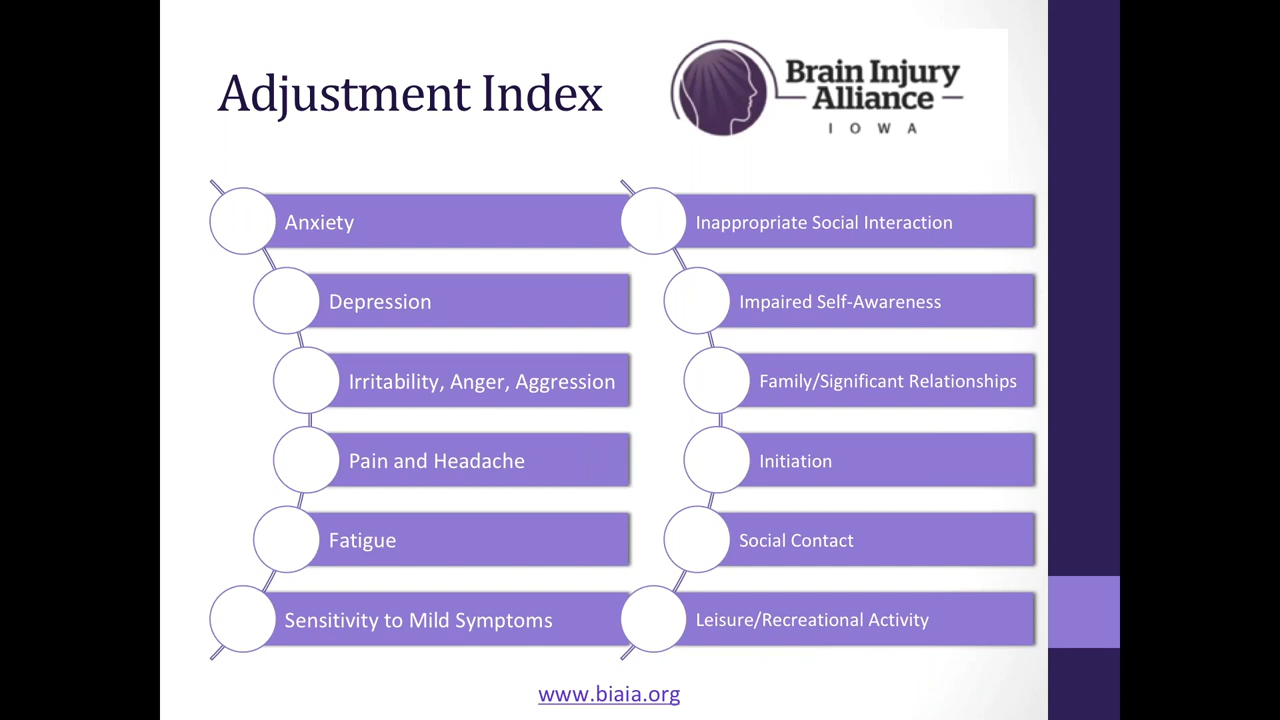 Adjustment Index
Brain Injury
Alliance
IOWA
Anxiety
Depression
Irritability, Anger, Aggression
Pain and Headache
Fatigue
Sensitivity to Mild Symptoms
Inappropriate Social Interaction
Impaired Self-Awareness
Family/Significant Relationships
Initiation
Social Contact
Leisure/Recreational Activity
www.biaia.org